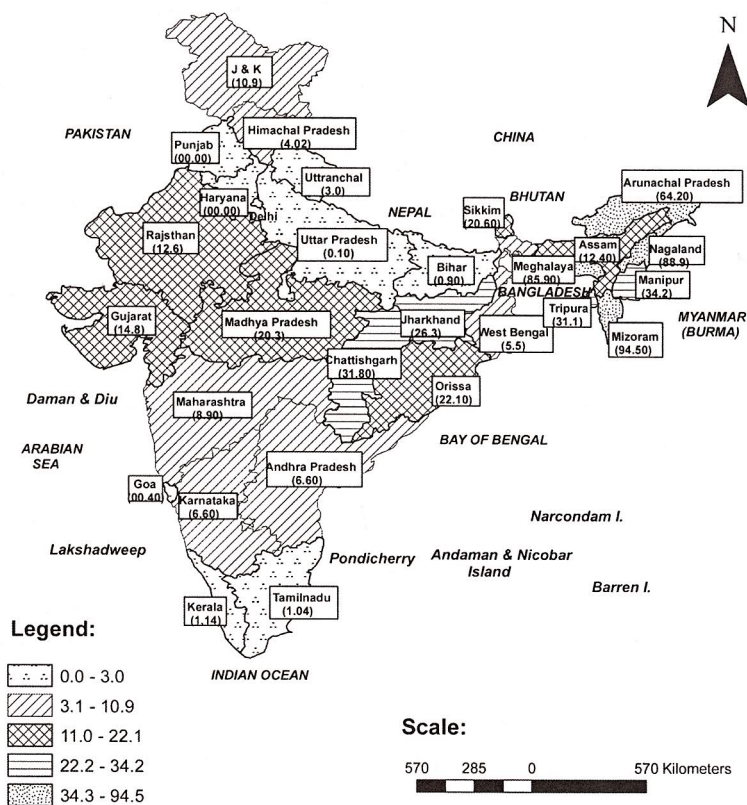 N
J & K
(10.9)
PAKISTAN
Himachal Pradesh
(4.02)
CHINA
Punjab
(00.00)
Uttranchal
(3.0)
Arunachal Pradesh
(64.20)
Haryana
(00.00)
Delhi
BHUTAN
NEPAL
Sikkim
(20.60)
Rajsthan
(12.6)
Uttar Pradesh
(0.10)
Assam
(12.40)
Nagaland
(88.9)
Bihar
(0.90)
Meghalaya
(85.90)
Manipur
(34.2)
BANGLADESH
Gujarat
(14.8)
Madhya Pradesh
(20.3)
Jharkhand
(26.3)
Tripura
(31.1)
MYANMAR
(BURMA)
West Bengal
(5.5)
Mizoram
(94.50)
Chattishgarh
(31.80)
Orissa
(22.10)
Daman & Diu
Maharashtra
(8.90)
BAY OF BENGAL
ARABIAN
SEA
Andhra Pradesh
(6.60)
Goa
(00.40)
Karnataka
(6.60)
Narcondam I.
Lakshadweep
Pondicherry
Andaman & Nicobar
Island
Barren I.
Kerala
(1.14)
Tamilnadu
(1.04)
INDIAN OCEAN
Legend:
0.0 - 3.0
3.1 - 10.9
11.0 - 22.1
22.2 - 34.2
34.3 - 94.5
Scale:
570 285 0 570 Kilometers